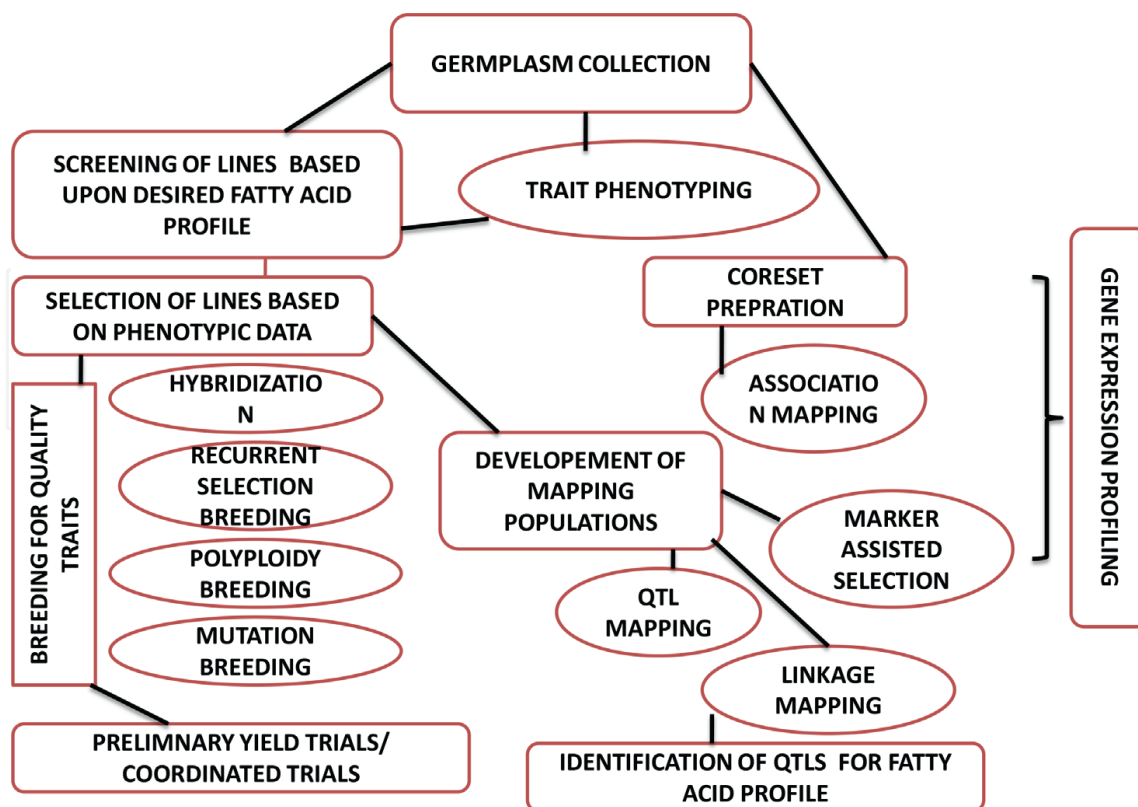 GERMPLASM COLLECTION
SCREENING OF LINES BASED
UPON DESIRED FATTY ACID
PROFILE
TRAIT PHENOTYPING
SELECTION OF LINES BASED
ON PHENOTYPIC DATA
CORESET
PREPRATION
BREEDING FOR QUALITY
TRAITS
HYBRIDIZATIO
N
RECURRENT
SELECTION
BREEDING
POLYPLOIDY
BREEDING
MUTATION
BREEDING
ASSOCIATIO
N MAPPING
DEVELOPEMENT OF
MAPPING
POPULATIONS
MARKER
ASSISTED
SELECTION
QTL
MAPPING
LINKAGE
MAPPING
GENE EXPRESSION PROFILING
PRELIMNARY YIELD TRIALS/
COORDINATED TRIALS
IDENTIFICATION OF QTLS FOR FATTY
ACID PROFILE